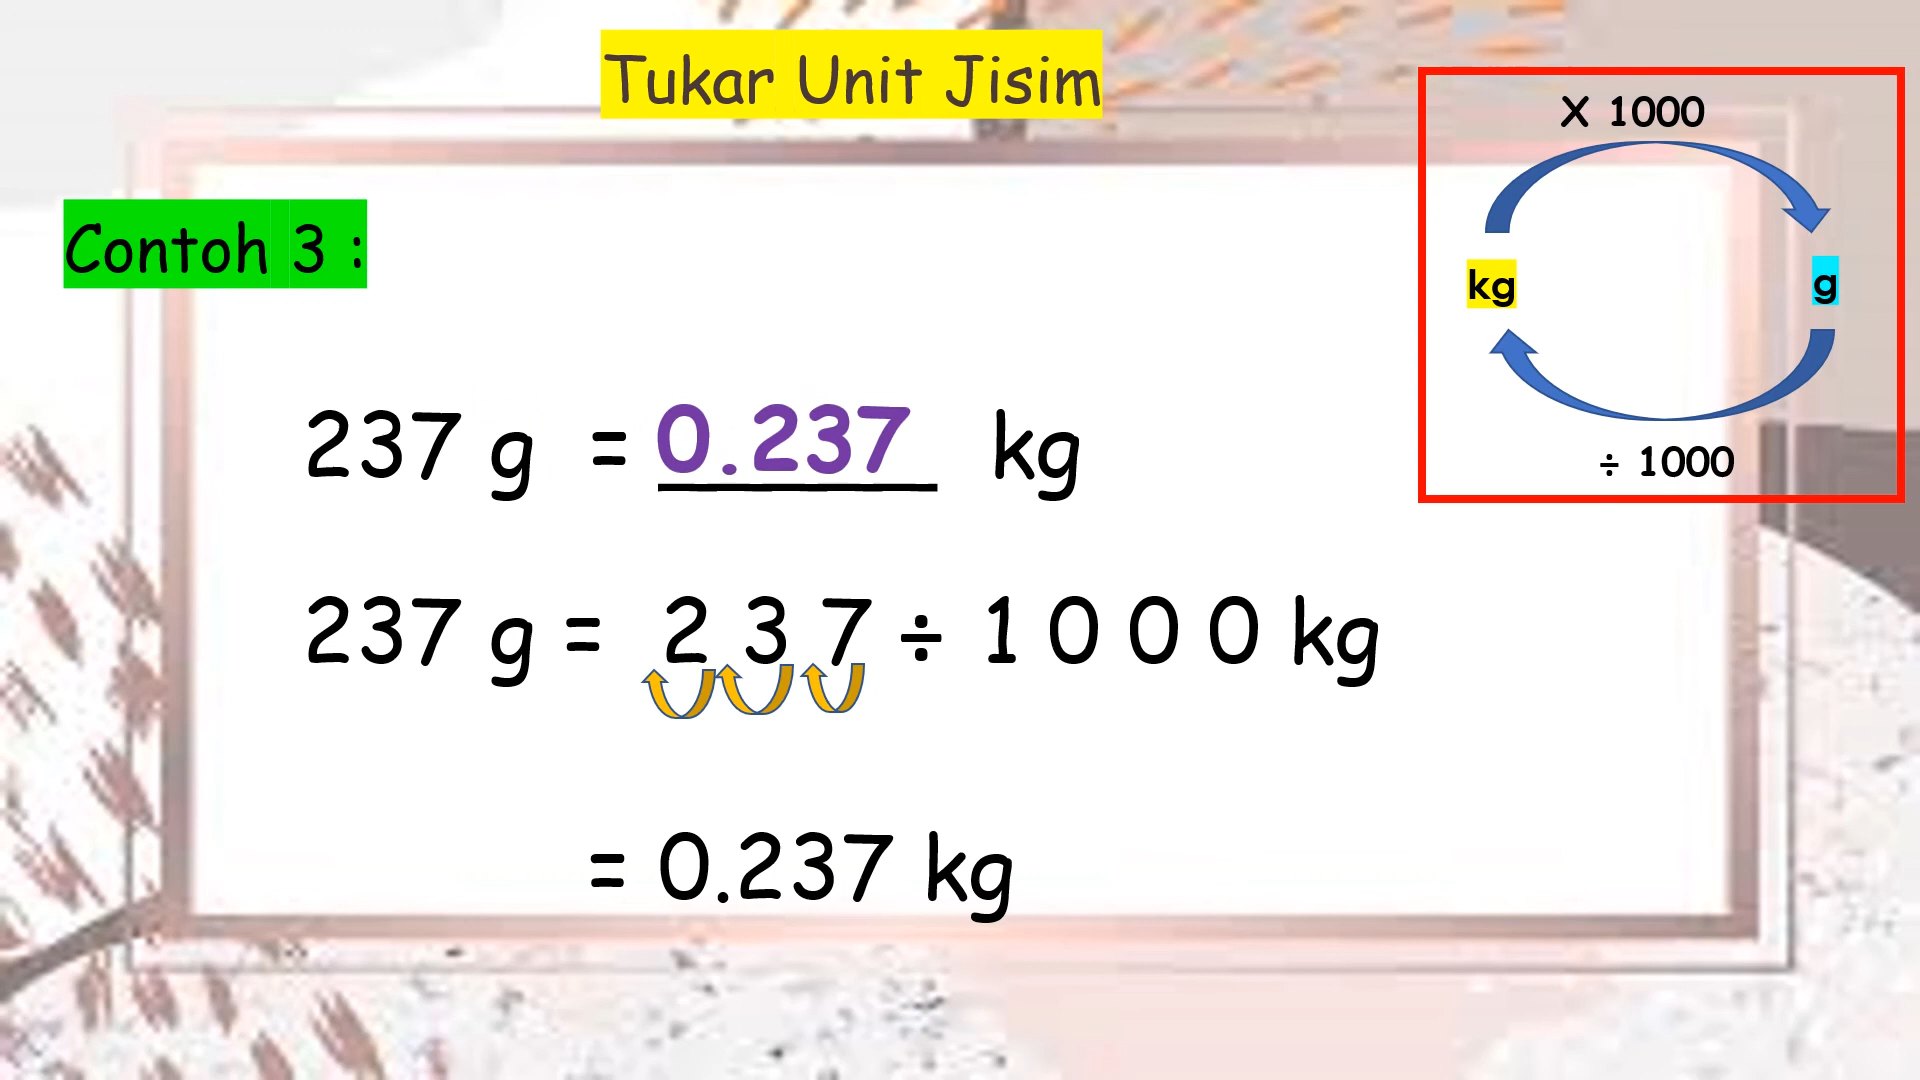 Tukar Unit Jisim
X 1000
kg g
÷ 1000
Contoh 3 :
237 g = 0.237 kg
237 g = 2 3 7 ÷ 1 0 0 0 kg
= 0.237 kg